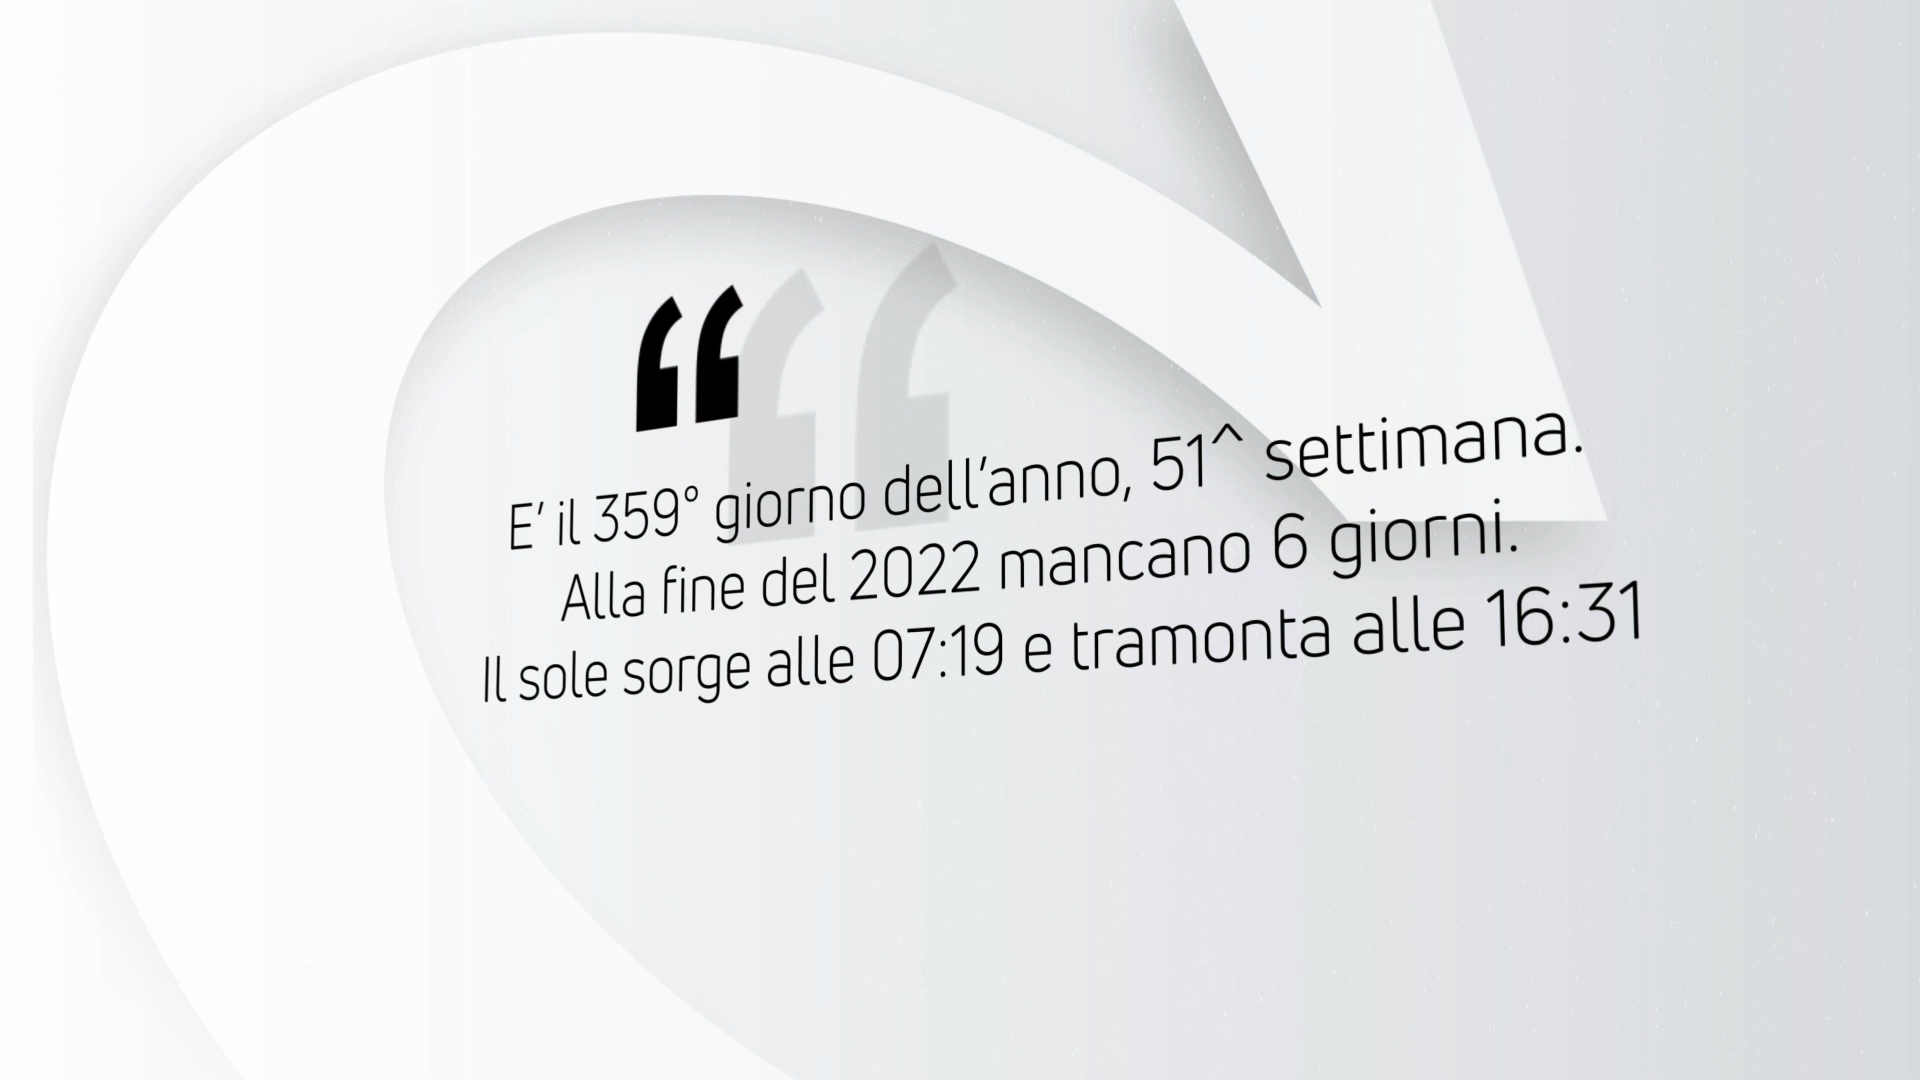 E' il 359° giorno dell'anno, 51^ settimana.
Alla fine del 2022 mancano 6 giorni.
Il sole sorge alle 07:19 e tramonta alle 16:31